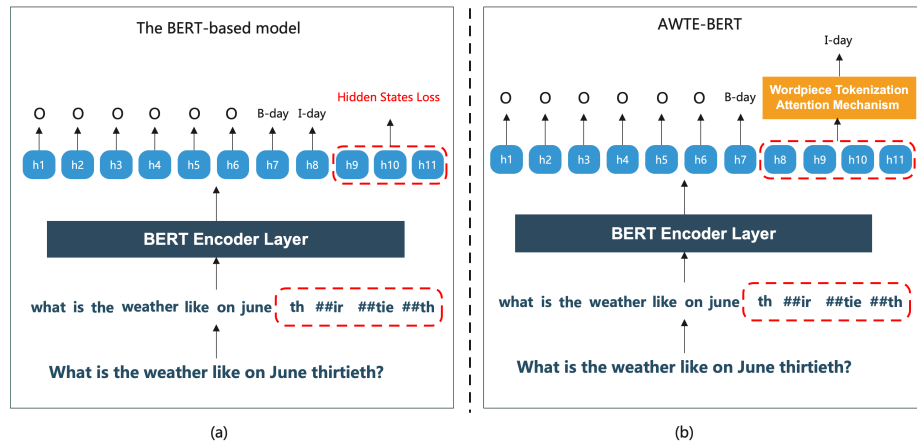 The BERT-based model
Hidden States Loss
O O O O O O B-day I-day
h1 h2 h3 h4 h5 h6 h7 h8 h9 h10 h11
BERT Encoder Layer
what is the weather like on june th ##ir ##tie ##th
What is the weather like on June thirtieth?
(a)
AWTE-BERT
I-day
Wordpiece Tokenization
Attention Mechanism
O O O O O O B-day
h1 h2 h3 h4 h5 h6 h7 h8 h9 h10 h11
BERT Encoder Layer
what is the weather like on june th ##ir ##tie ##th
What is the weather like on June thirtieth?
(b)